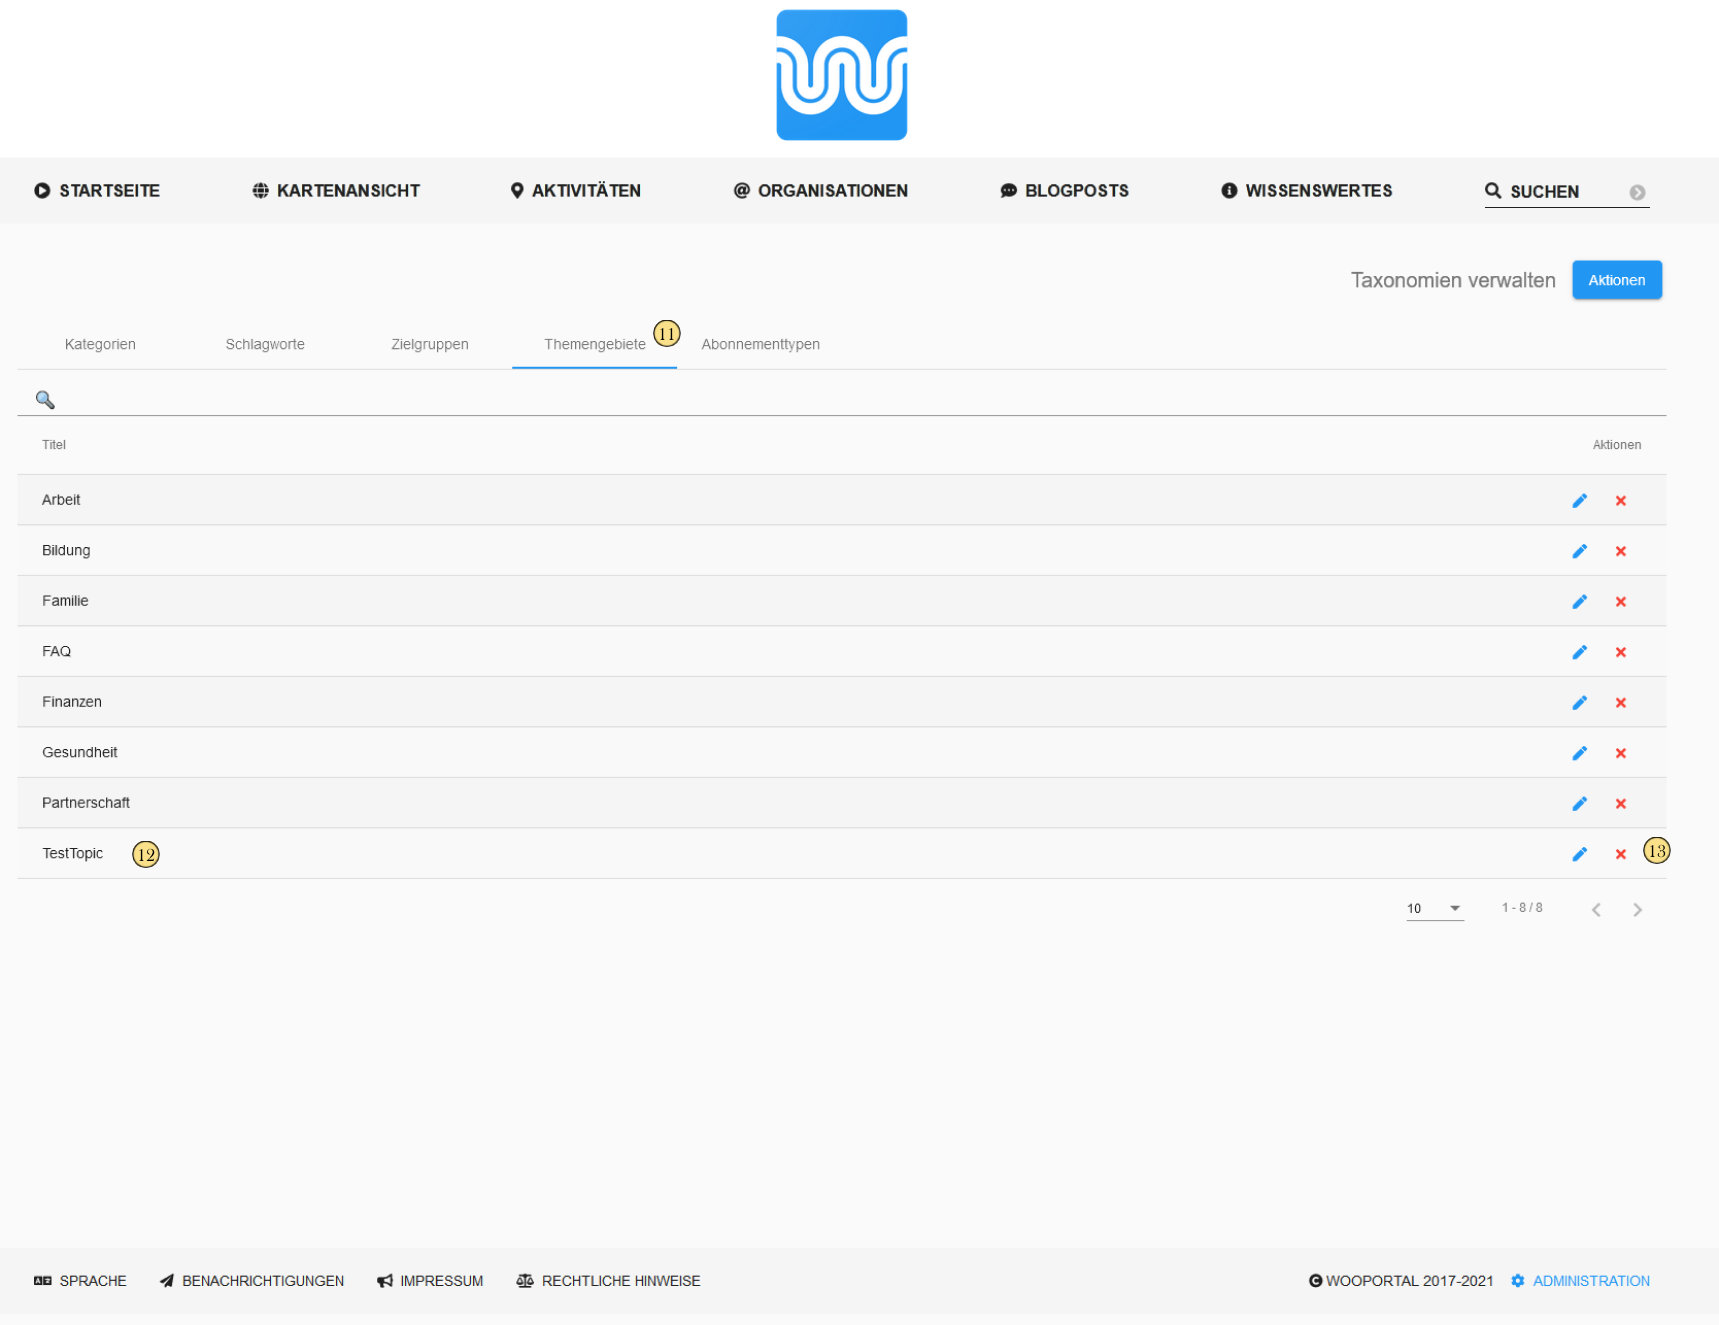 STARTSEITE KARTENANSICHT AKTIVITÄTEN ORGANISATIONEN BLOGPOSTS WISSENSWERTES SUCHEN
Taxonomien verwalten Aktionen
Kategorien Schlagworte Zielgruppen Themengebiete 11 Abonnementtypen
Titel Aktionen
Arbeit
Bildung
Familie
FAQ
Finanzen
Gesundheit
Partnerschaft
TestTopic 12 13
10 1 - 8 / 8
SPRACHE BENACHRICHTIGUNGEN IMPRESSUM RECHTLICHE HINWEISE WOOPORTAL 2017-2021 ADMINISTRATION